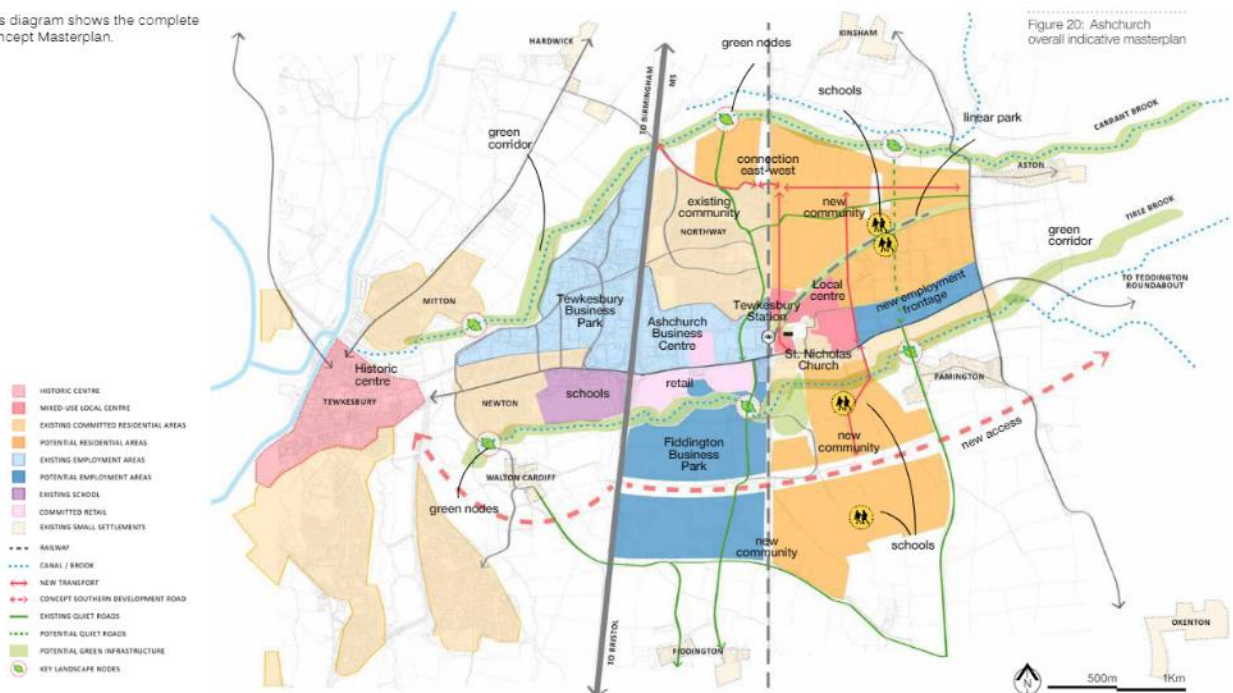 s diagram shows the complete
ncept Masterplan.
Figure 20: Ashchurch
overall indicative masterplan
HARDWICK
green nodes
KINSHAM
schools
linear park
TO BIRMINGHAM
M5
CARRANT BROOK
green
corridor
connection
east-west
ASTON
existing
community
NORTHWAY
new
community
TIRLE BROOK
green
corridor
TO TEDDINGTON
ROUNDABOUT
MITTON
Tewkesbury
Business
Park
Ashchurch
Business
Centre
Tewkesbury
Station
Local
centre
new employment
frontage
St. Nicholas
Church
Historic
centre
TEWKESBURY
NEWTON
schools
retail
PAMINGTON
new
community
new access
Fiddington
Business
Park
WALTON CARDIFF
green nodes
schools
new
community
TO BRISTOL
FIDDINGTON
OKENTON
HISTORIC CENTRE
MIXED-USE LOCAL CENTRE
EXISTING COMMITTED RESIDENTIAL AREAS
POTENTIAL RESIDENTIAL AREAS
EXISTING EMPLOYMENT AREAS
POTENTIAL EMPLOYMENT AREAS
EXISTING SCHOOL
COMMITTED RETAIL
EXISTING SMALL SETTLEMENTS
RAILWAY
CANAL / BROOK
NEW TRANSPORT
CONCEPT SOUTHERN DEVELOPMENT ROAD
EXISTING QUIET ROADS
POTENTIAL QUIET ROADS
POTENTIAL GREEN INFRASTRUCTURE
KEY LANDSCAPE NODES
N
500m
1Km